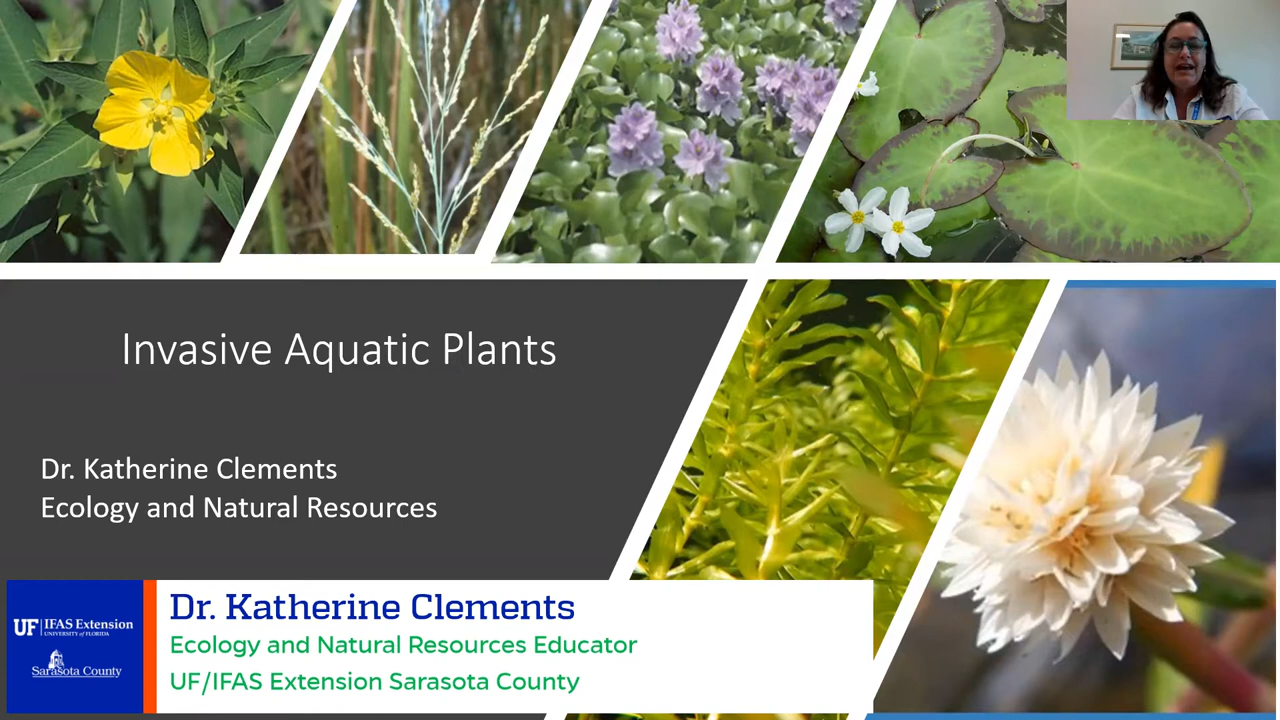 Invasive Aquatic Plants
Dr. Katherine Clements
Ecology and Natural Resources
UF | IFAS Extension
UNIVERSITY of FLORIDA
Sarasota County
Dr. Katherine Clements
Ecology and Natural Resources Educator
UF/IFAS Extension Sarasota County